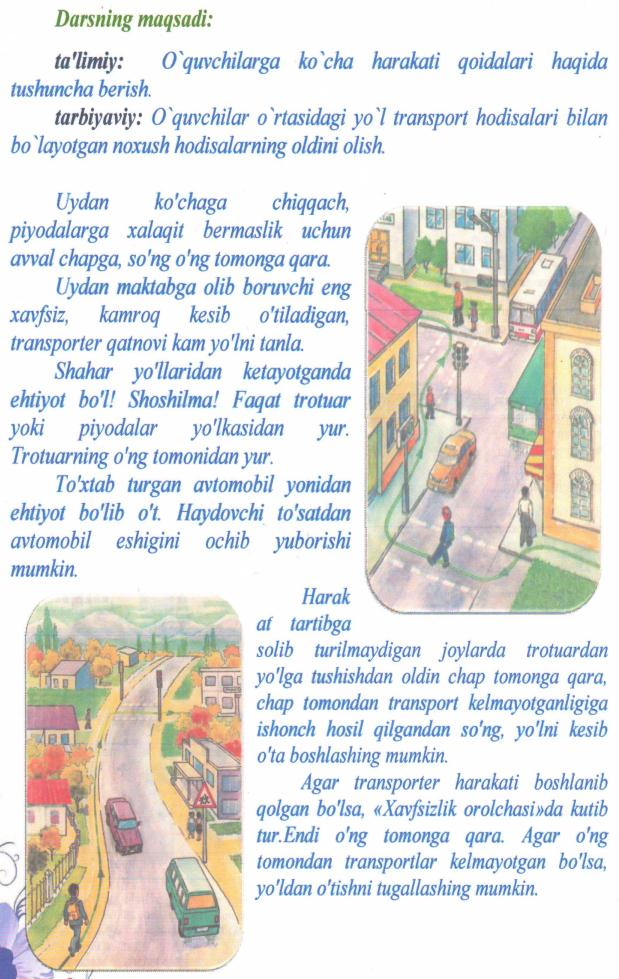 Darsning maqsadi:
ta'limiy: O`quvchilarga ko`cha harakati qoidalari haqida
tushuncha berish.
tarbiyaviy: O`quvchilar o`rtasidagi yo`l transport hodisalari bilan
bo`layotgan noxush hodisalarning oldini olish.
Uydan ko'chaga chiqqach,
piyodalarga xalaqit bermaslik uchun
avval chapga, so'ng o'ng tomonga qara.
Uydan maktabga olib boruvchi eng
xavfsiz, kamroq kesib o'tiladigan,
transporter qatnovi kam yo'lni tanla.
Shahar yo'llaridan ketayotganda
ehtiyot bo'l! Shoshilma! Faqat trotuar
yoki piyodalar yo'lkasidan yur.
Trotuarning o'ng tomonidan yur.
To'xtab turgan avtomobil yonidan
ehtiyot bo'lib o't. Haydovchi to'satdan
avtomobil eshigini ochib yuborishi
mumkin.
Harak
at tartibga
solib turilmaydigan joylarda trotuardan
yo'lga tushishdan oldin chap tomonga qara,
chap tomondan transport kelmayotganligiga
ishonch hosil qilgandan so'ng, yo'lni kesib
o'ta boshlashing mumkin.
Agar transporter harakati boshlanib
qolgan bo'lsa, «Xavfsizlik orolchasi»da kutib
tur.Endi o'ng tomonga qara. Agar o'ng
tomondan transportlar kelmayotgan bo'lsa,
yo'ldan o'tishni tugallashing mumkin.